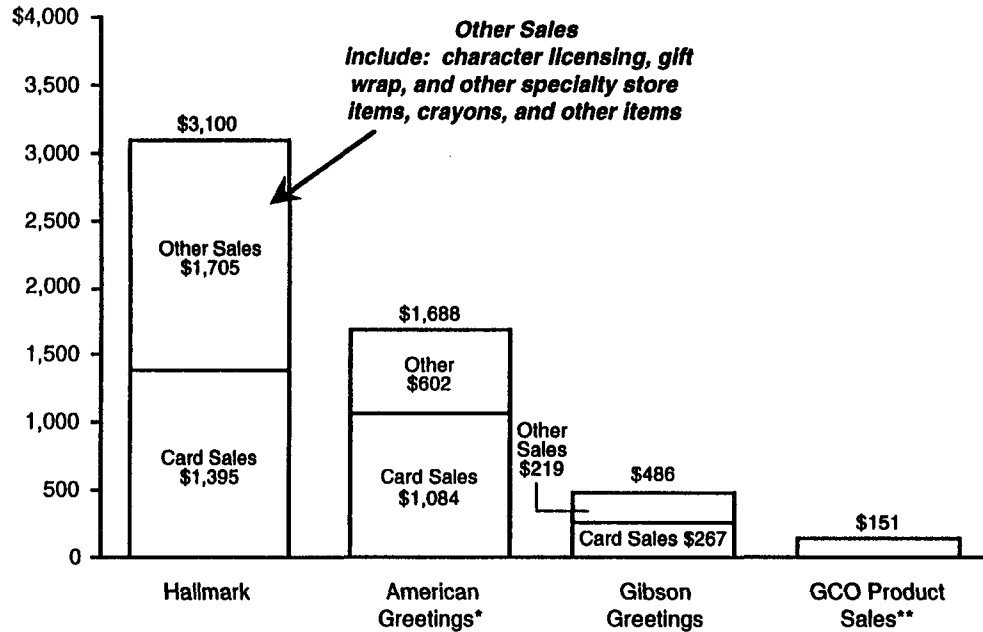 $4,000
3,500
3,000
2,500
2,000
1,500
1,000
500
0
Other Sales
include: character licensing, gift
wrap, and other specialty store
items, crayons, and other items
$3,100
Other Sales
$1,705
Card Sales
$1,395
$1,688
Other
$602
Card Sales
$1,084
Other
Sales
$219
$486
Card Sales $267
$151
Hallmark
American
Greetings*
Gibson
Greetings
GCO Product
Sales**